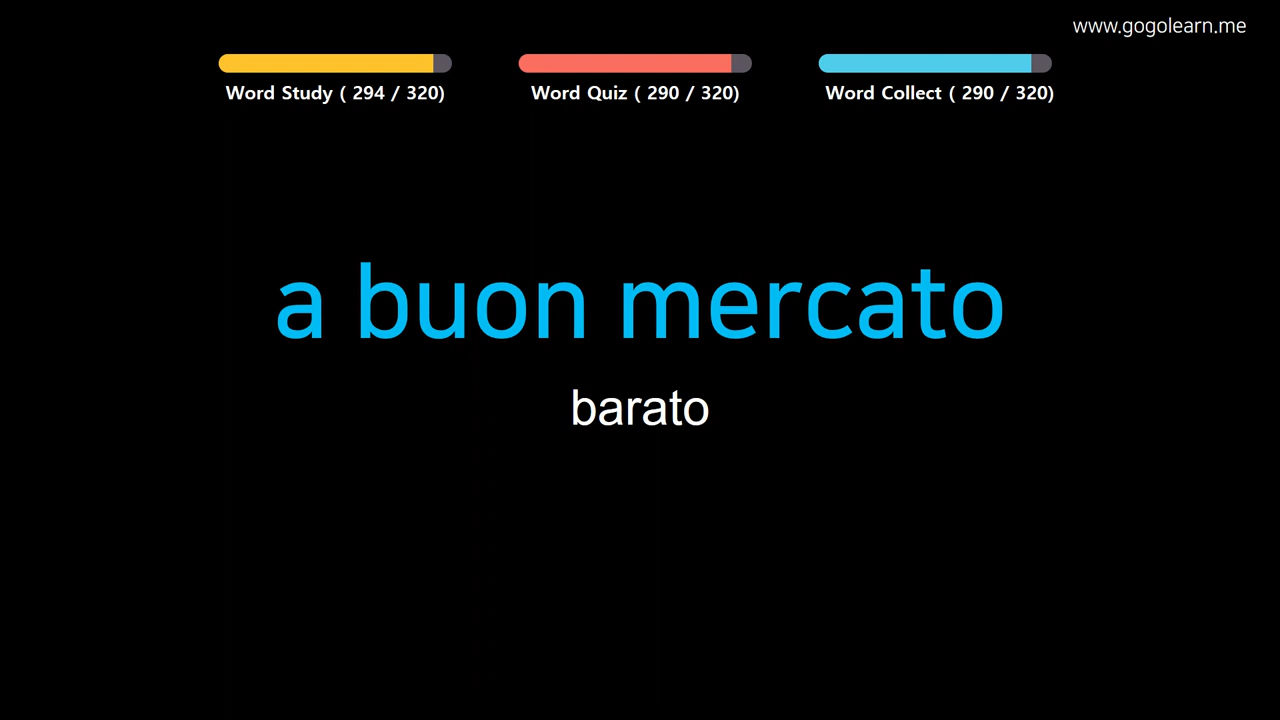 www.gogolearn.me
Word Study ( 294 / 320)
Word Quiz ( 290 / 320)
Word Collect ( 290 / 320)
a buon mercato
barato